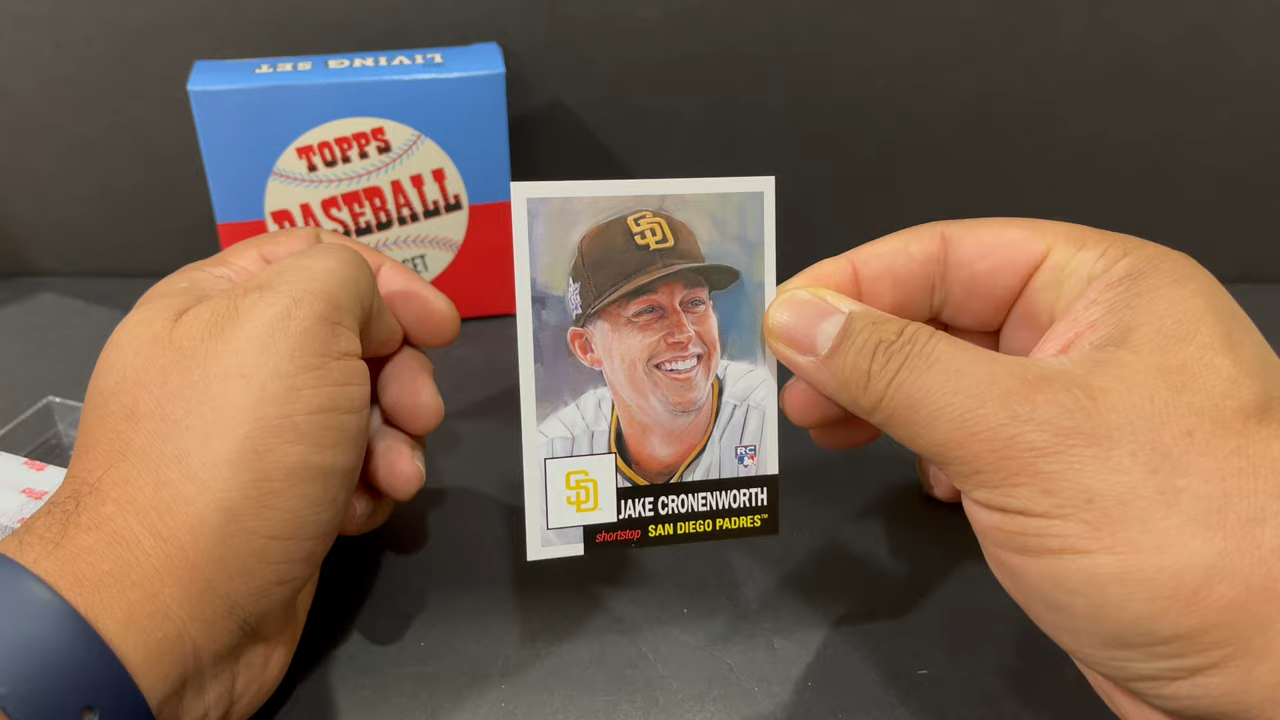 LIVING SET
TOPPS
BASEBALL
SD
RC
SD
JAKE CRONENWORTH
shortstop SAN DIEGO PADRES™